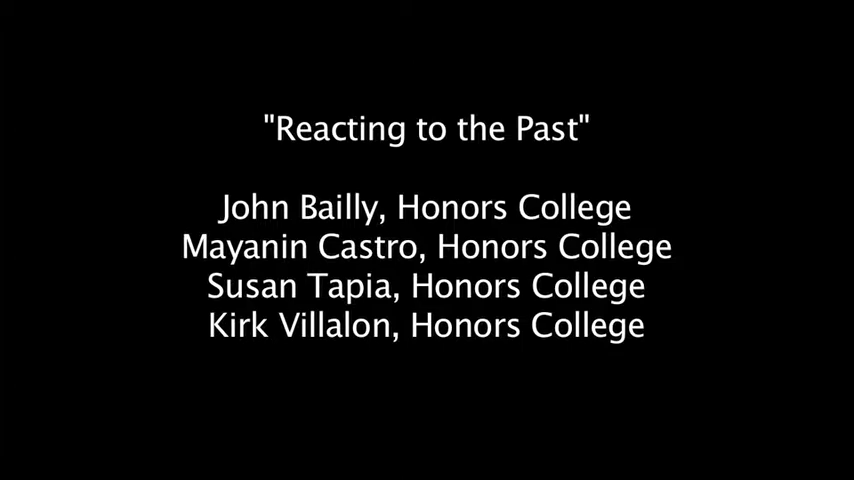 "Reacting to the Past"
John Bailly, Honors College
Mayanin Castro, Honors College
Susan Tapia, Honors College
Kirk Villalon, Honors College